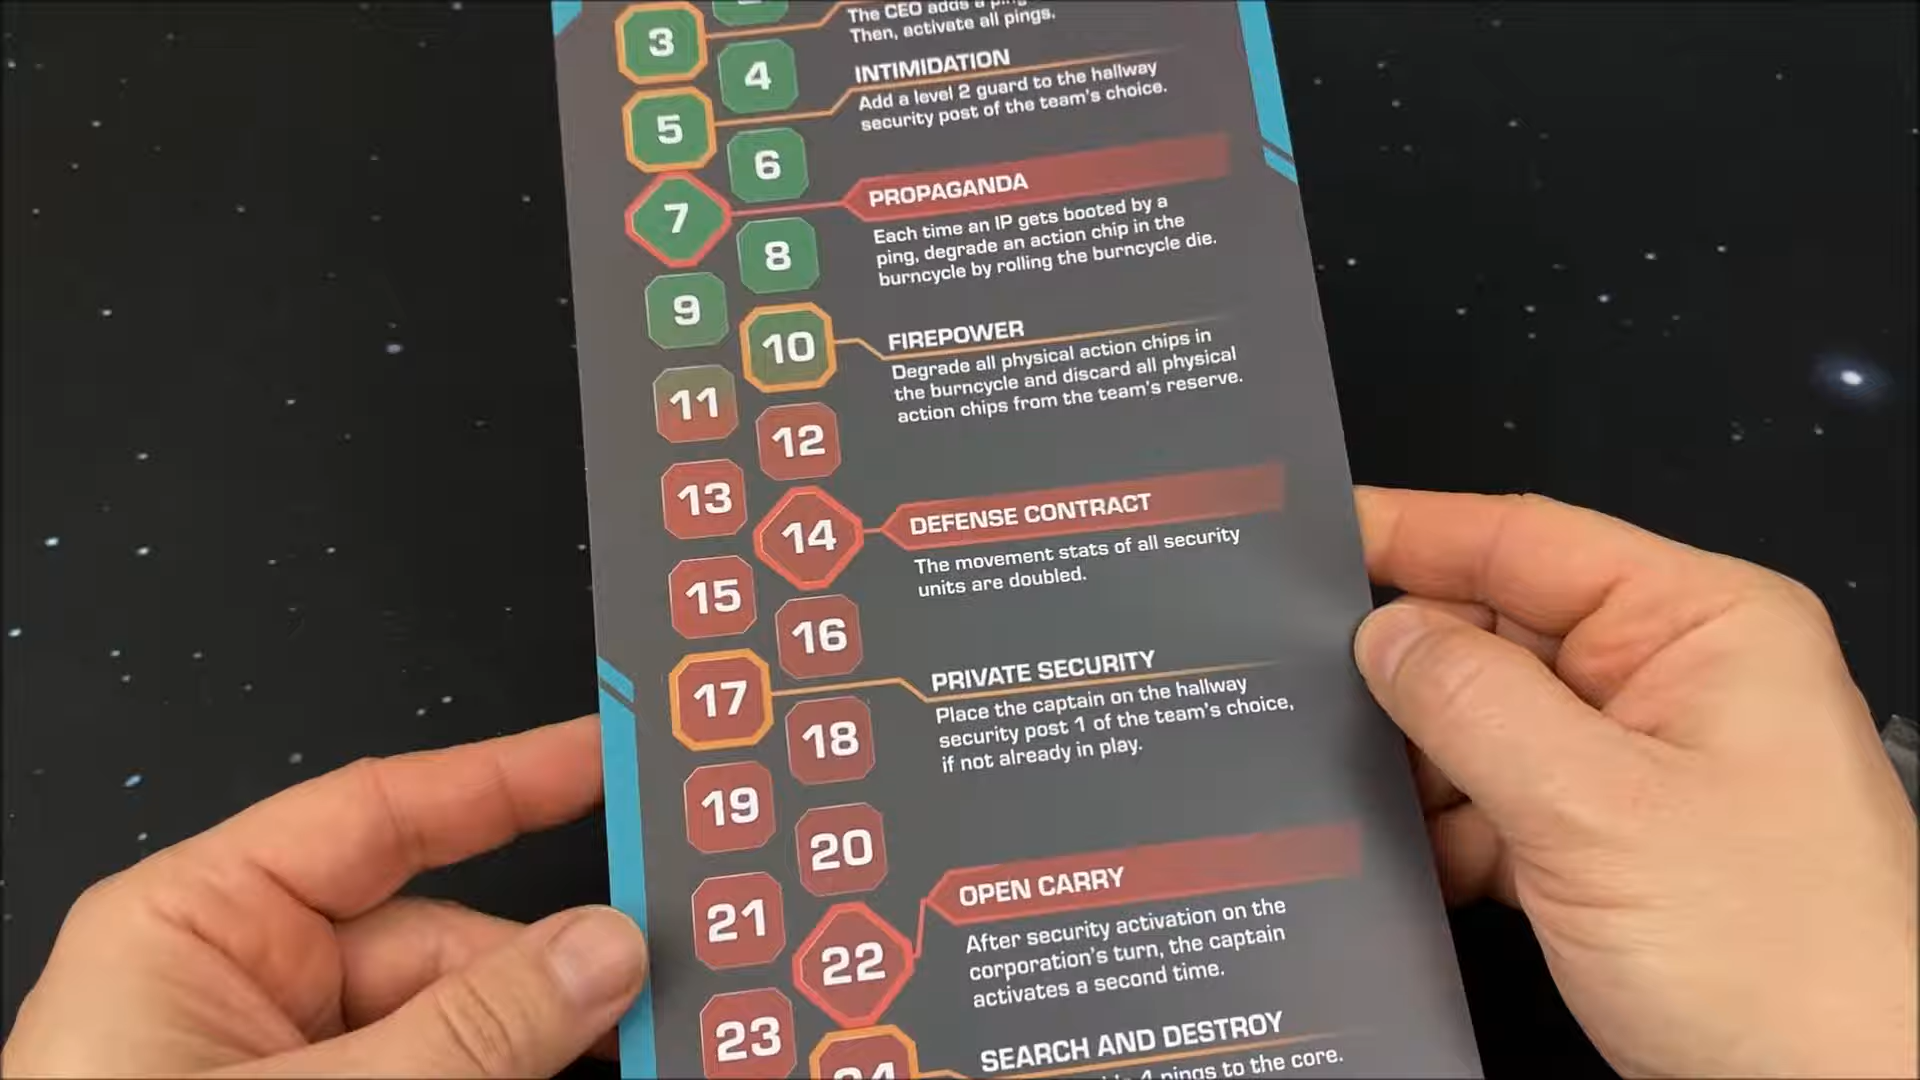 The CEO adds a
Then, activate all pings.
3
4
INTIMIDATION
Add a level 2 guard to the hallway
security post of the team's choice.
5
6
7
PROPAGANDA
Each time an IP gets booted by a
ping, degrade an action chip in the
burncycle by rolling the burncycle die.
8
9
10
FIREPOWER
Degrade all physical action chips in
the burncycle and discard all physical
action chips from the team's reserve.
11
12
13
14
DEFENSE CONTRACT
The movement stats of all security
units are doubled.
15
16
17
PRIVATE SECURITY
Place the captain on the hallway
security post 1 of the team's choice,
if not already in play.
18
19
20
21
22
OPEN CARRY
After security activation on the
corporation's turn, the captain
activates a second time.
23
24
SEARCH AND DESTROY
4 pings to the core.